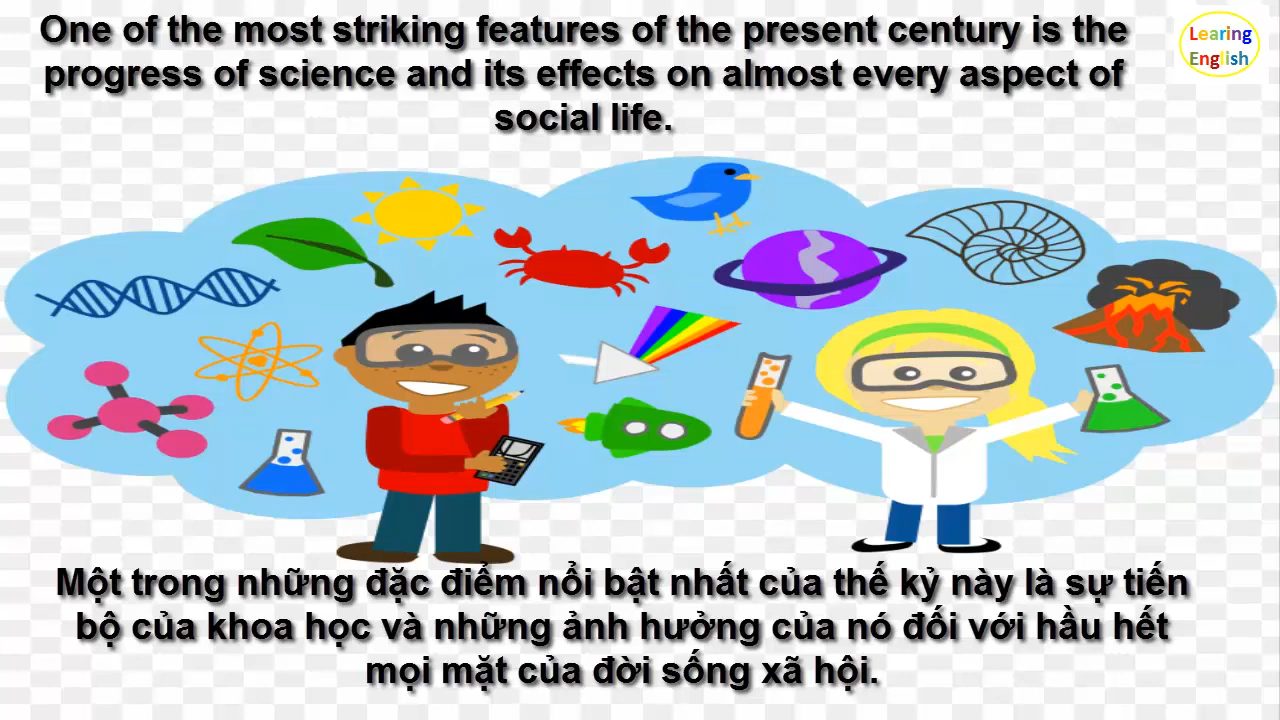 One of the most striking features of the present century is the
progress of science and its effects on almost every aspect of
social life.
Learing
English
Một trong những đặc điểm nổi bật nhất của thế kỷ này là sự tiến
bộ của khoa học và những ảnh hưởng của nó đối với hầu hết
mọi mặt của đời sống xã hội.